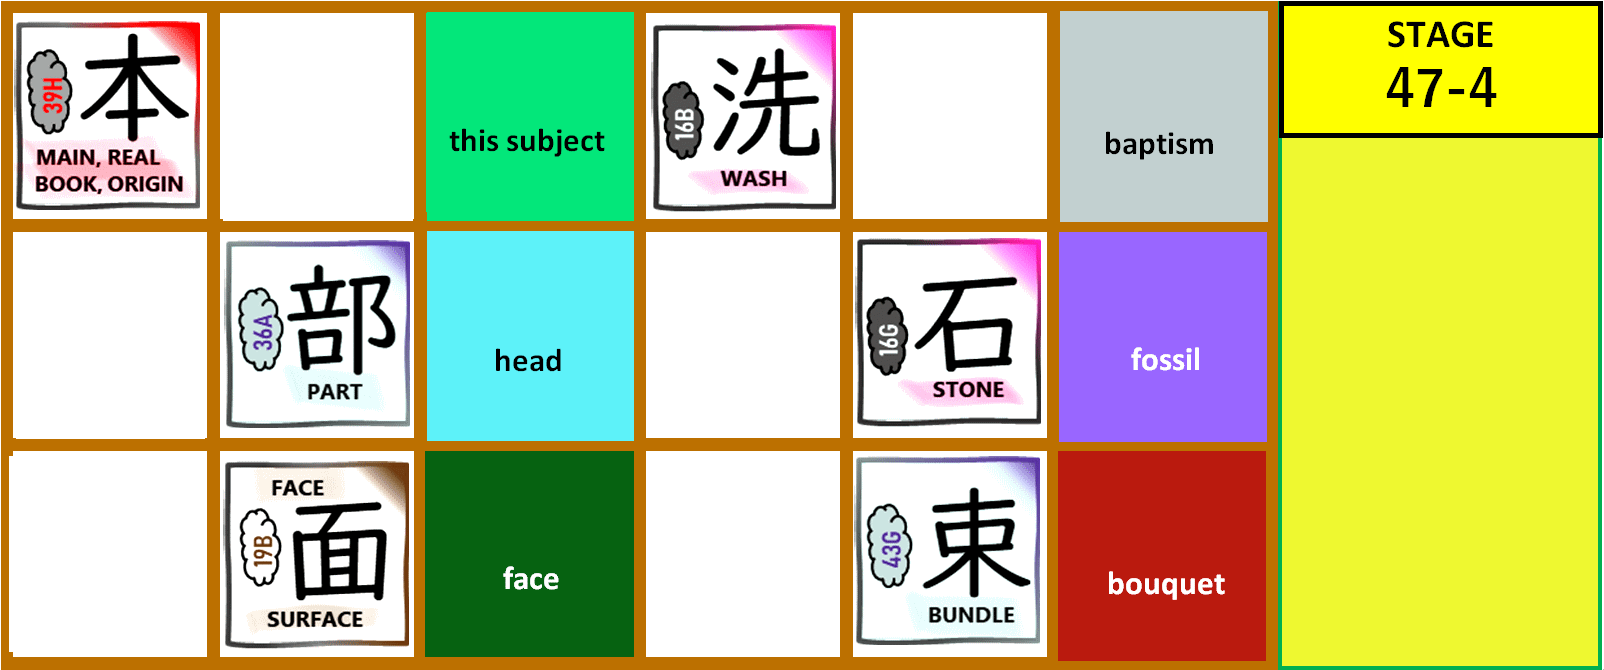 本
39H
MAIN, REAL
BOOK, ORIGIN
this subject
洗
16B
WASH
baptism
STAGE
47-4
部
36A
PART
head
石
16G
STONE
fossil
FACE
面
19B
SURFACE
face
束
43G
BUNDLE
bouquet